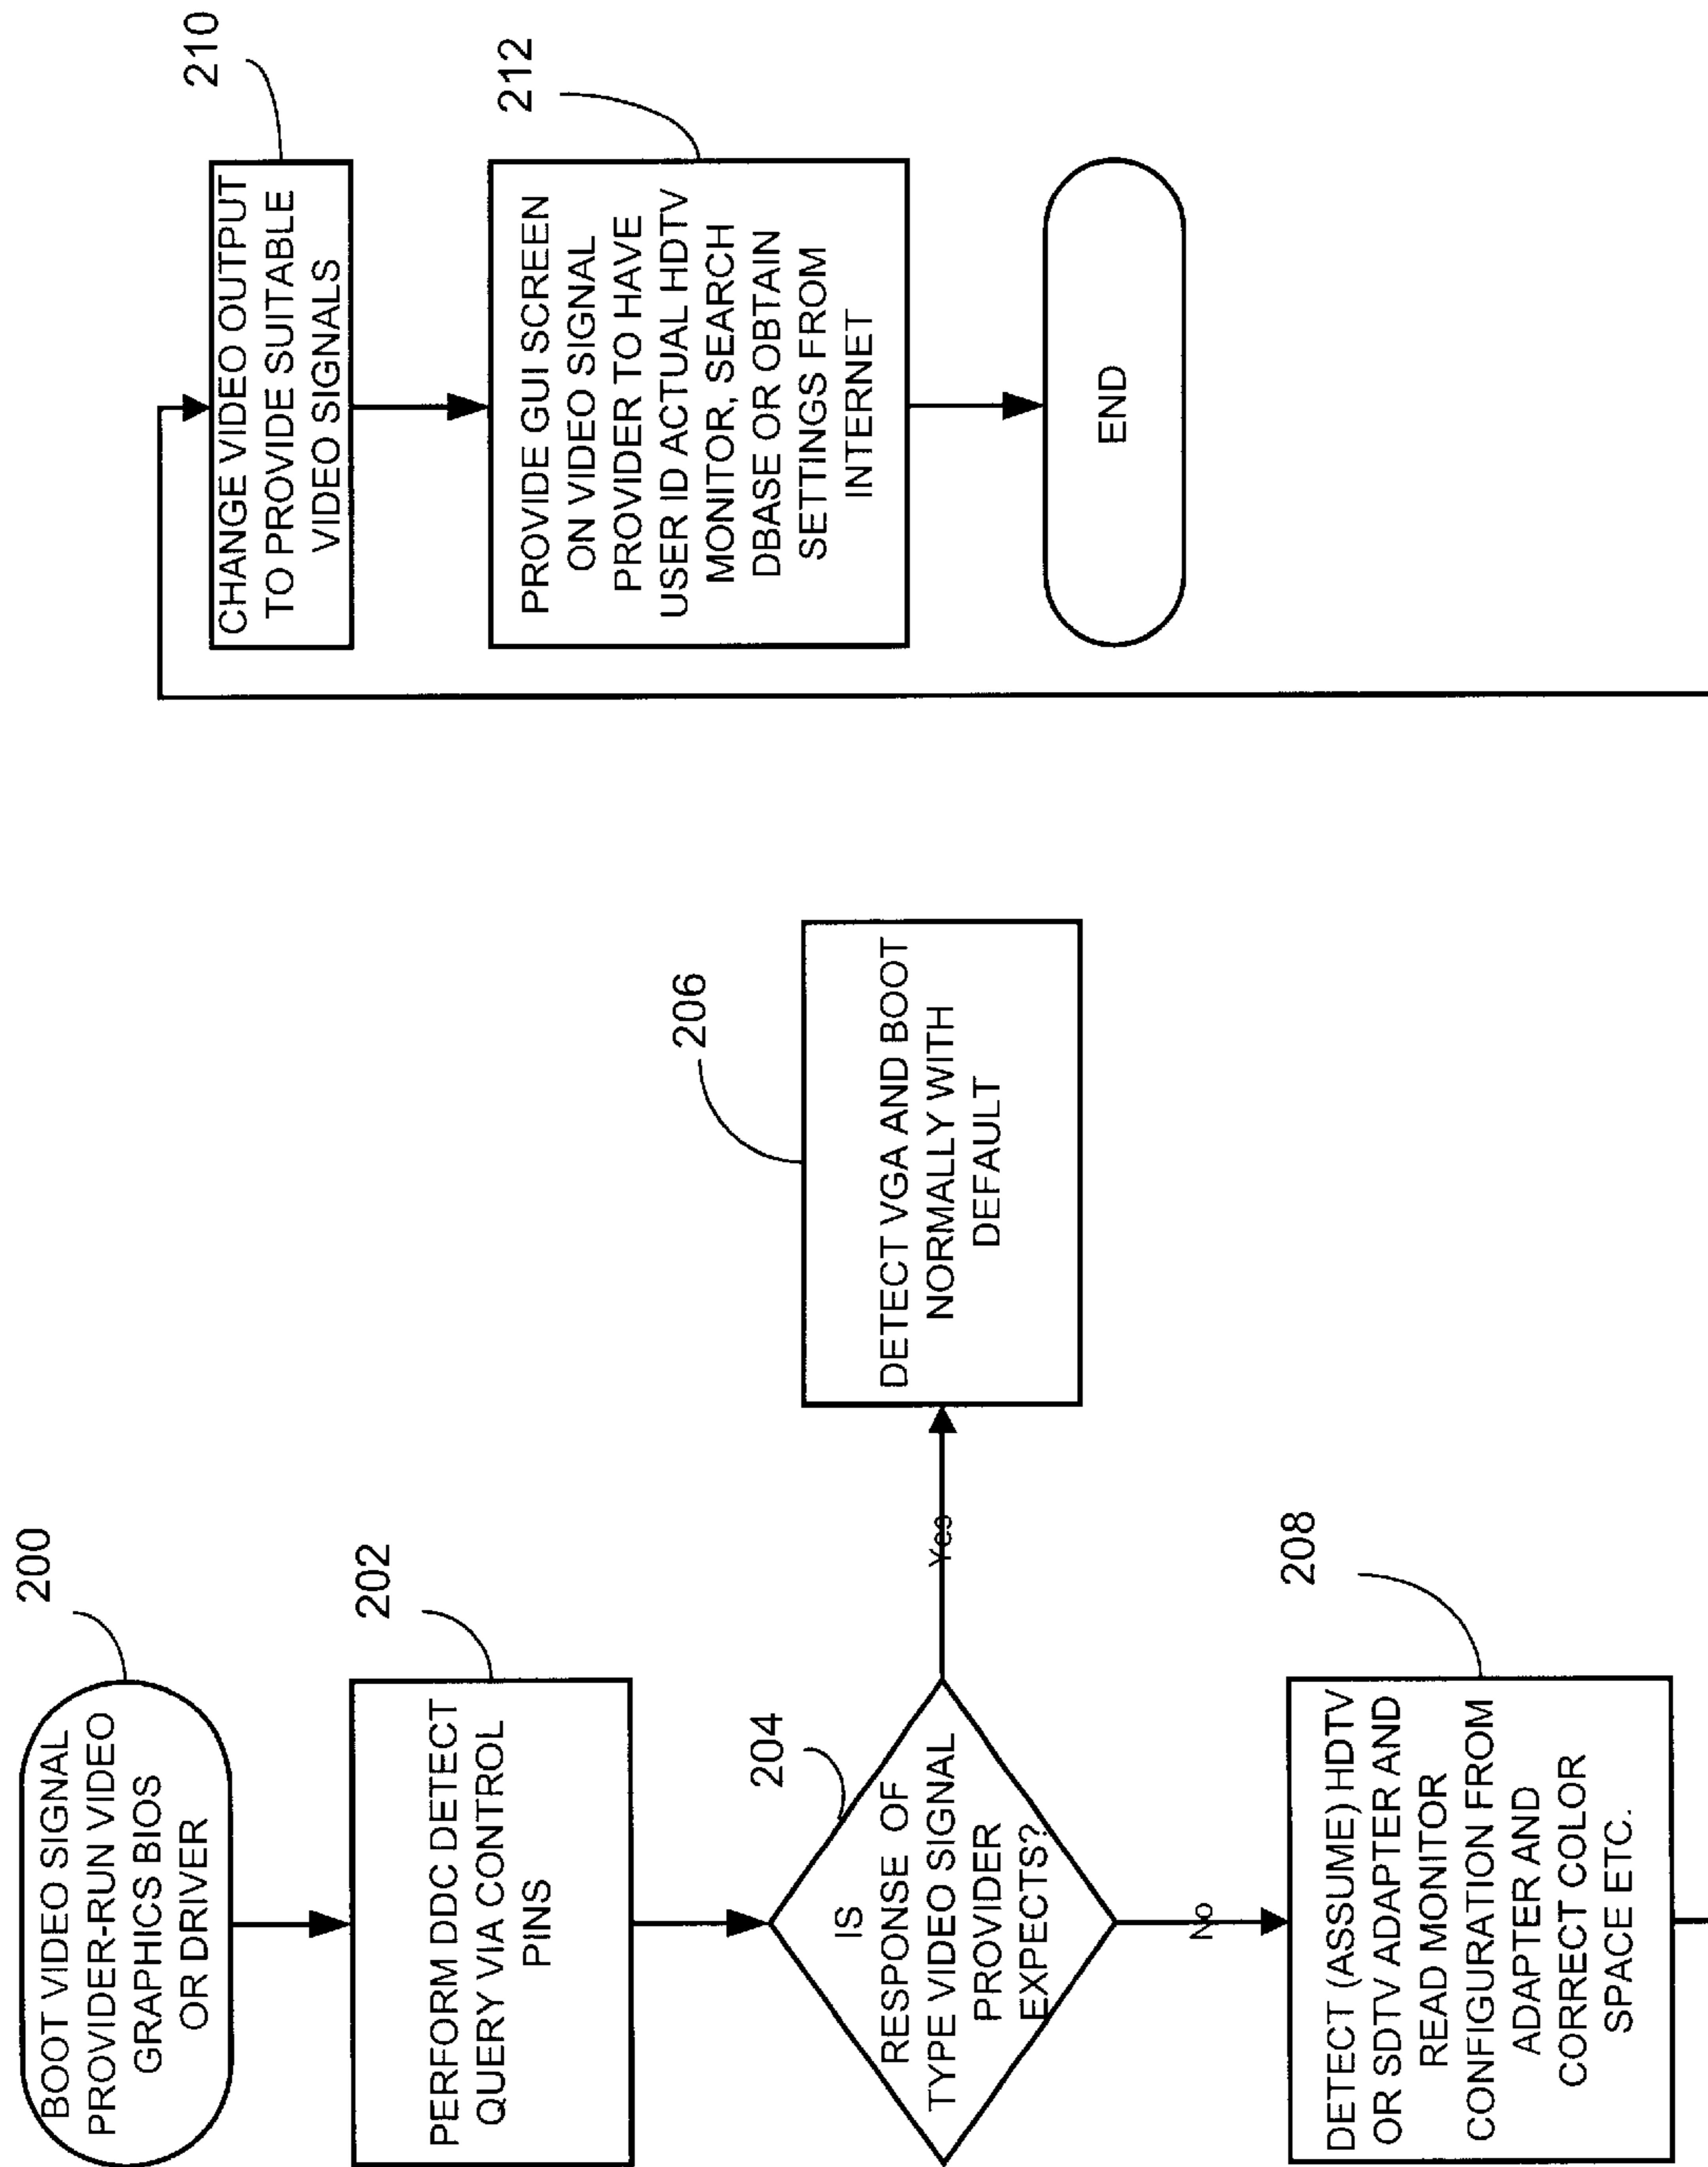 200
BOOT VIDEO SIGNAL
PROVIDER-RUN VIDEO
GRAPHICS BIOS
OR DRIVER
202
PERFORM DDC DETECT
QUERY VIA CONTROL
PINS
204
IS
RESPONSE OF
TYPE VIDEO SIGNAL
PROVIDER
EXPECTS?
Yes
206
DETECT VGA AND BOOT
NORMALLY WITH
DEFAULT
No
208
DETECT (ASSUME) HDTV
OR SDTV ADAPTER AND
READ MONITOR
CONFIGURATION FROM
ADAPTER AND
CORRECT COLOR
SPACE ETC.
210
CHANGE VIDEO OUTPUT
TO PROVIDE SUITABLE
VIDEO SIGNALS
212
PROVIDE GUI SCREEN
ON VIDEO SIGNAL
PROVIDER TO HAVE
USER ID ACTUAL HDTV
MONITOR, SEARCH
DBASE OR OBTAIN
SETTINGS FROM
INTERNET
END